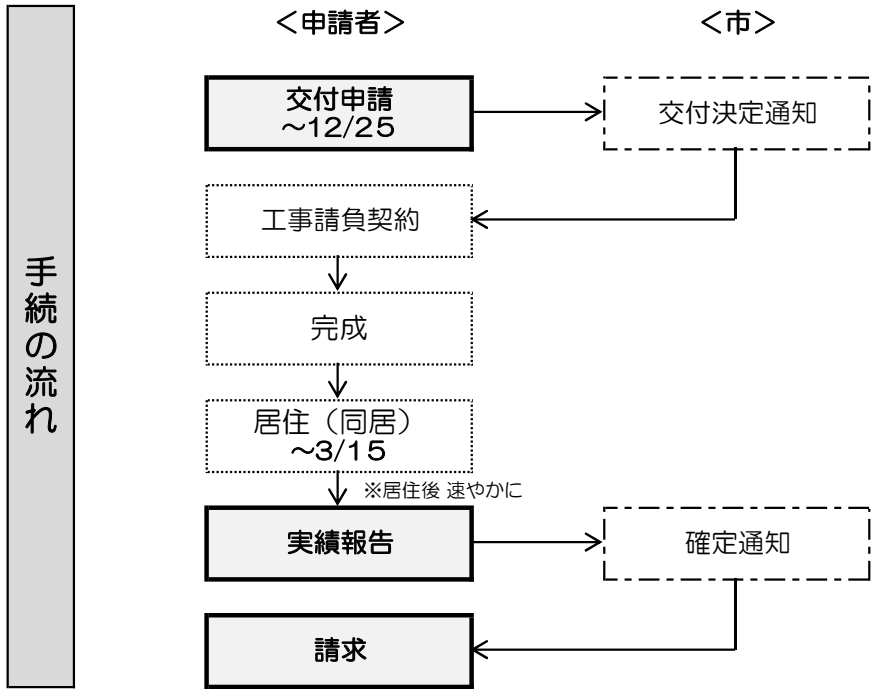 手続の流れ
＜申請者＞
＜市＞
交付申請
～12/25
交付決定通知
工事請負契約
完成
居住（同居）
～3/15
※居住後 速やかに
実績報告
確定通知
請求